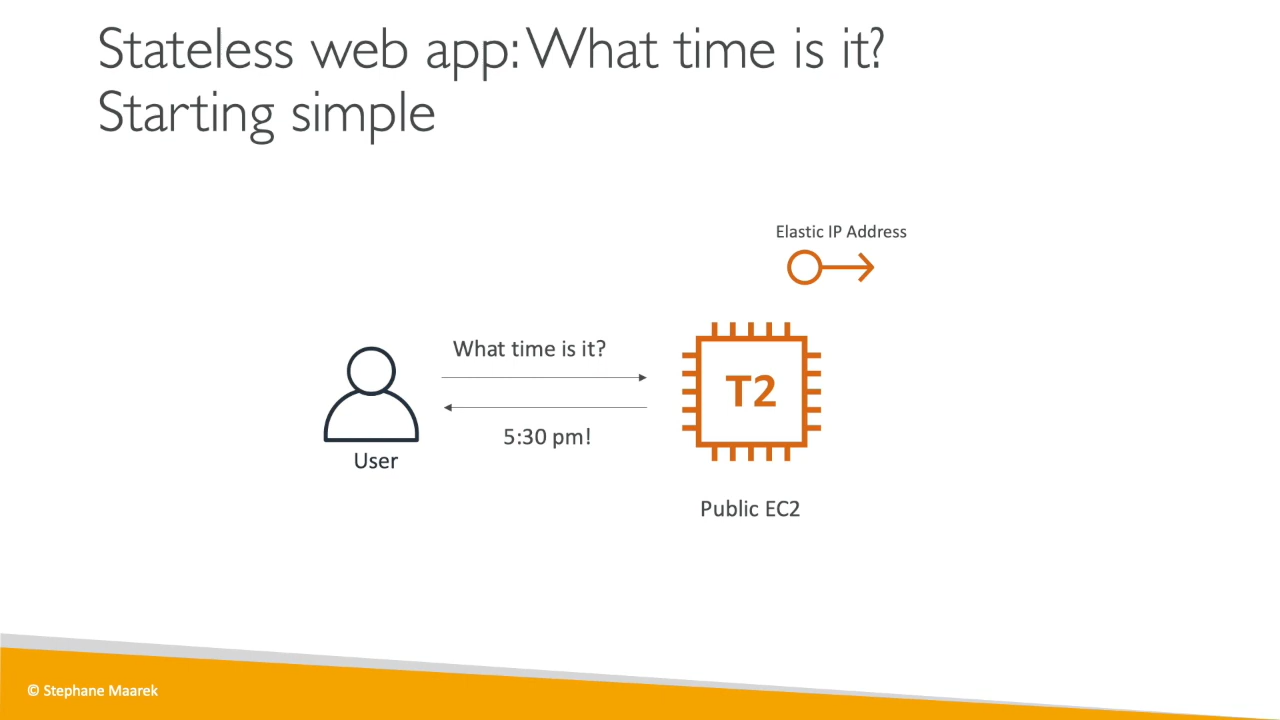 Stateless web app: What time is it?
Starting simple
Elastic IP Address
What time is it?
T2
5:30 pm!
User
Public EC2
© Stephane Maarek